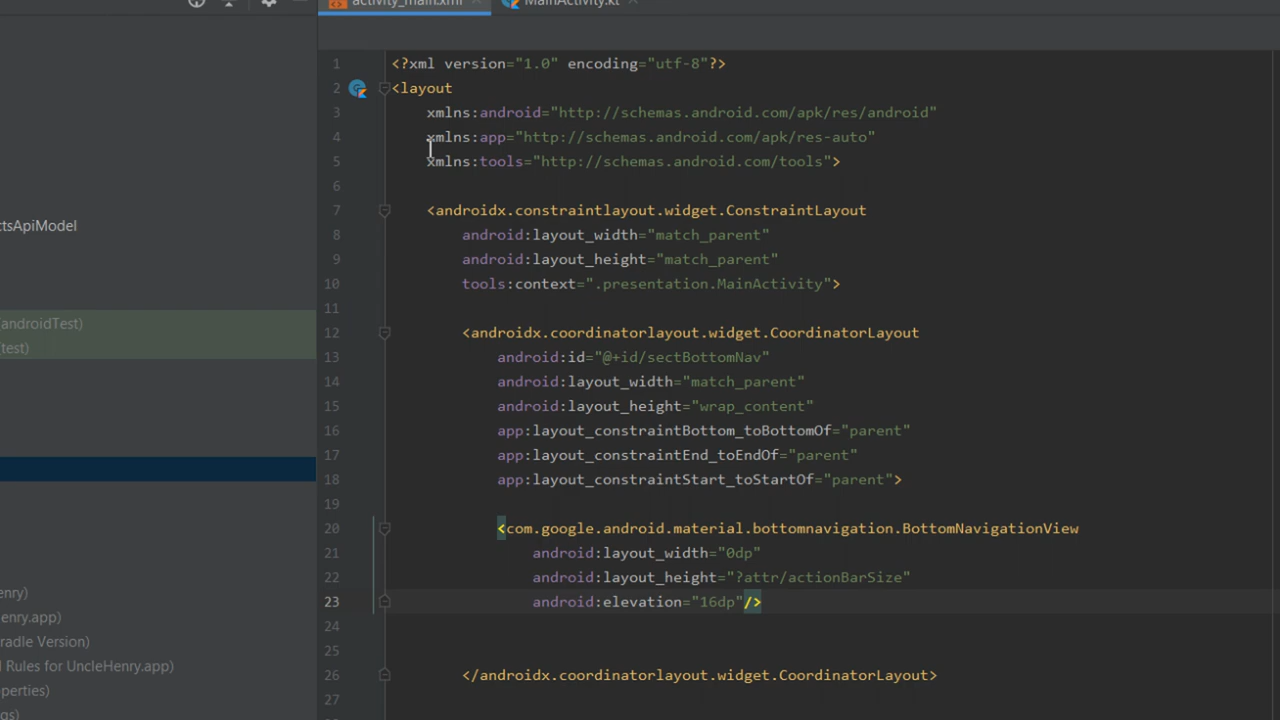 activity_main.xml
MainActivity.kt
1 <?xml version="1.0" encoding="utf-8"?>
2 <layout
3 xmlns:android="http://schemas.android.com/apk/res/android"
4 xmlns:app="http://schemas.android.com/apk/res-auto"
5 xmlns:tools="http://schemas.android.com/tools">
6
7 <androidx.constraintlayout.widget.ConstraintLayout
8 android:layout_width="match_parent"
ctsApiModel
9 android:layout_height="match_parent"
10 tools:context=".presentation.MainActivity">
11
(androidTest)
12 <androidx.coordinatorlayout.widget.CoordinatorLayout
(test)
13 android:id="@+id/sectBottomNav"
14 android:layout_width="match_parent"
15 android:layout_height="wrap_content"
16 app:layout_constraintBottom_toBottomOf="parent"
17 app:layout_constraintEnd_toEndOf="parent"
18 app:layout_constraintStart_toStartOf="parent">
19
20 <com.google.android.material.bottomnavigation.BottomNavigationView
21 android:layout_width="0dp"
22 android:layout_height="?attr/actionBarSize"
enry)
23 android:elevation="16dp"/>
enry.app)
24
radle Version)
25
l Rules for UncleHenry.app)
26 </androidx.coordinatorlayout.widget.CoordinatorLayout>
operties)
27
gs)